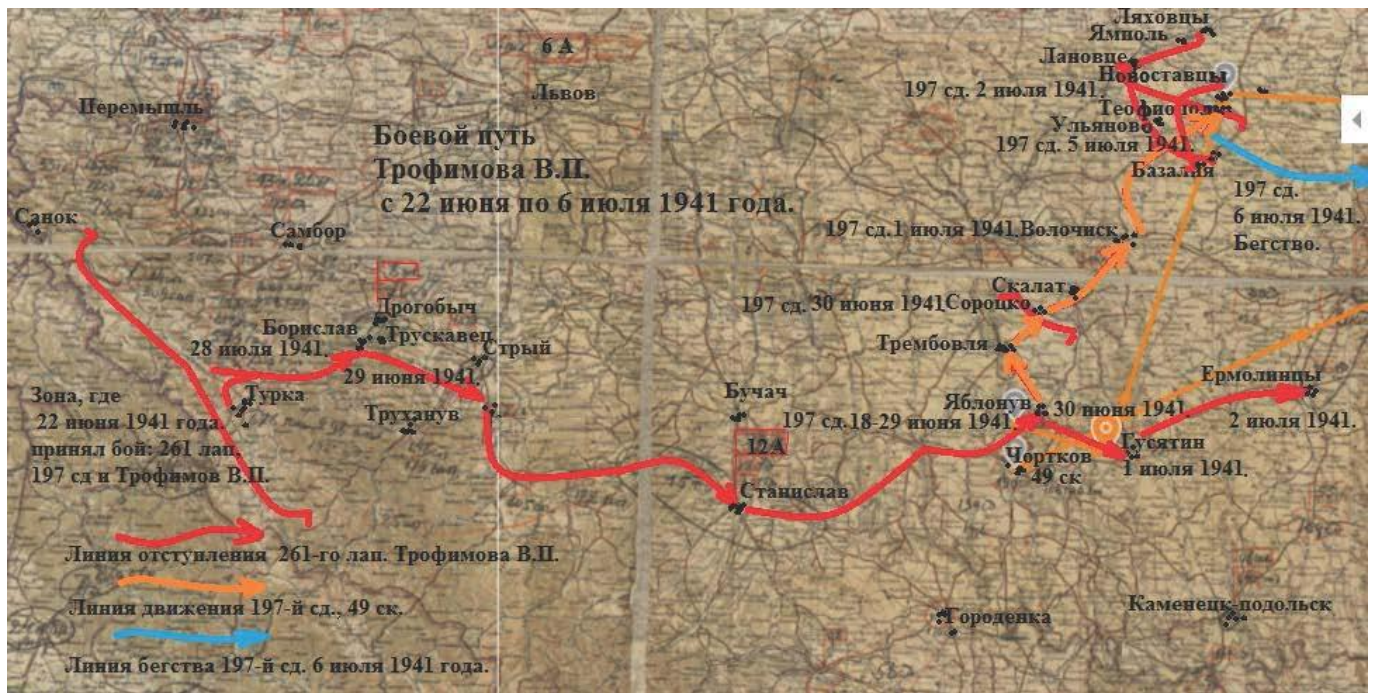 Ляховцы
Ямполь
6 А
Лановце
Новоставцы
197 сд. 2 июля 1941.
Львов
Перемышль
Теофиполь
Ульяново
Боевой путь
Трофимова В.П.
с 22 июня по 6 июля 1941 года.
197 сд. 5 июля 1941.
Базалия
197 сд.
6 июля 1941.
Бегство.
Санок
Самбор
197 сд.1 июля 1941.
Волочиск
Скалат
197 сд. 30 июня 1941
Сороцко
Дрогобыч
Борислав
Трускавец
28 июля 1941.
Стрый
Трембовля
29 июня 1941.
Ермолинцы
Зона, где
22 июня 1941 года.
принял бой: 261 лап,
197 сд и Трофимов В.П.
Турка
Бучач
Труханув
Яблонув
30 июня 1941.
197 сд.18-29 июня 1941.
2 июля 1941.
12А
Гусятин
Чортков
49 ск
1 июля 1941.
Станислав
Линия отступления 261-го лап. Трофимова В.П.
Линия движения 197-й сд., 49 ск.
Городенка
Каменецк-подольск
Линия бегства 197-й сд. 6 июля 1941 года.